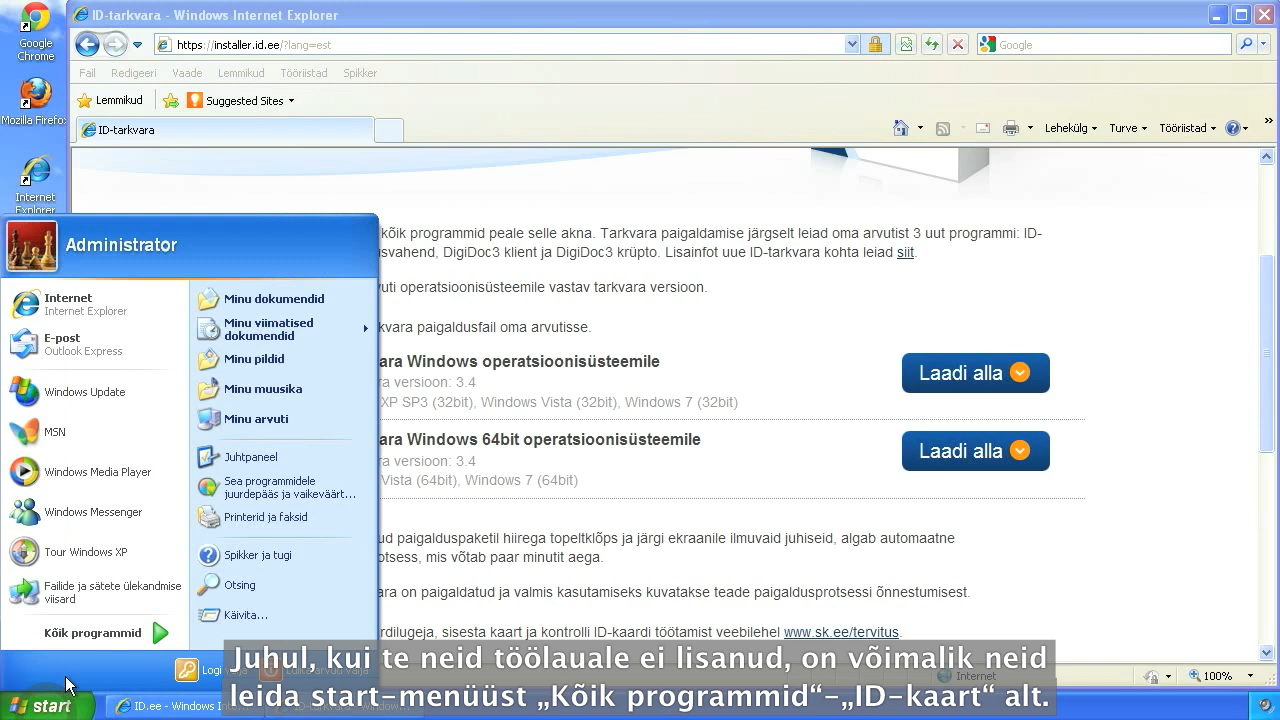 Google
Chrome
Mozilla Firefo
Internet
Explorer
ID-tarkvara - Windows Internet Explorer
https://installer.id.ee/?lang=est
Google
Fail Redigeeri Vaade Lemmikud Tööriistad Spikker
Lemmikud Suggested Sites
ID-tarkvara
Lehekülg Turve Tööriistad
kõik programmid peale selle akna. Tarkvara paigaldamise järgselt leiad oma arvutist 3 uut programmi: ID-
usvahend, DigiDoc3 klient ja DigiDoc3 krüpto. Lisainfot uue ID-tarkvara kohta leiad siit.
vuti operatsioonisüsteemile vastav tarkvara versioon.
kvara paigaldusfail oma arvutisse.
ara Windows operatsioonisüsteemile
ra versioon: 3.4
XP SP3 (32bit), Windows Vista (32bit), Windows 7 (32bit)
Laadi alla
ara Windows 64bit operatsioonisüsteemile
ra versioon: 3.4
Vista (64bit), Windows 7 (64bit)
Laadi alla
ud paigalduspaketil hiirega topeltklõps ja järgi ekraanile ilmuvaid juhiseid, algab automaatne
otsess, mis võtab paar minutit aega.
ara on paigaldatud ja valmis kasutamiseks kuvatakse teade paigaldusprotsessi õnnestumisest.
rdilugeja, sisesta kaart ja kontrolli ID-kaardi töötamist veebilehel www.sk.ee/tervitus.
Administrator
Internet
Internet Explorer
E-post
Outlook Express
Windows Update
MSN
Windows Media Player
Windows Messenger
Tour Windows XP
Failide ja sätete ülekandmise
viisard
Kõik programmid
Minu dokumendid
Minu viimatised
dokumendid
Minu pildid
Minu muusika
Minu arvuti
Juhtpaneel
Sea programmidele
juurdepääs ja vaikeväärt...
Printerid ja faksid
Spikker ja tugi
Otsing
Käivita...
Juhul, kui te neid töölauale ei lisanud, on võimalik neid
leida start-menüüst „Kõik programmid“-„ID-kaart“ alt.
Internet
100%
start
ID.ee - Windows Int